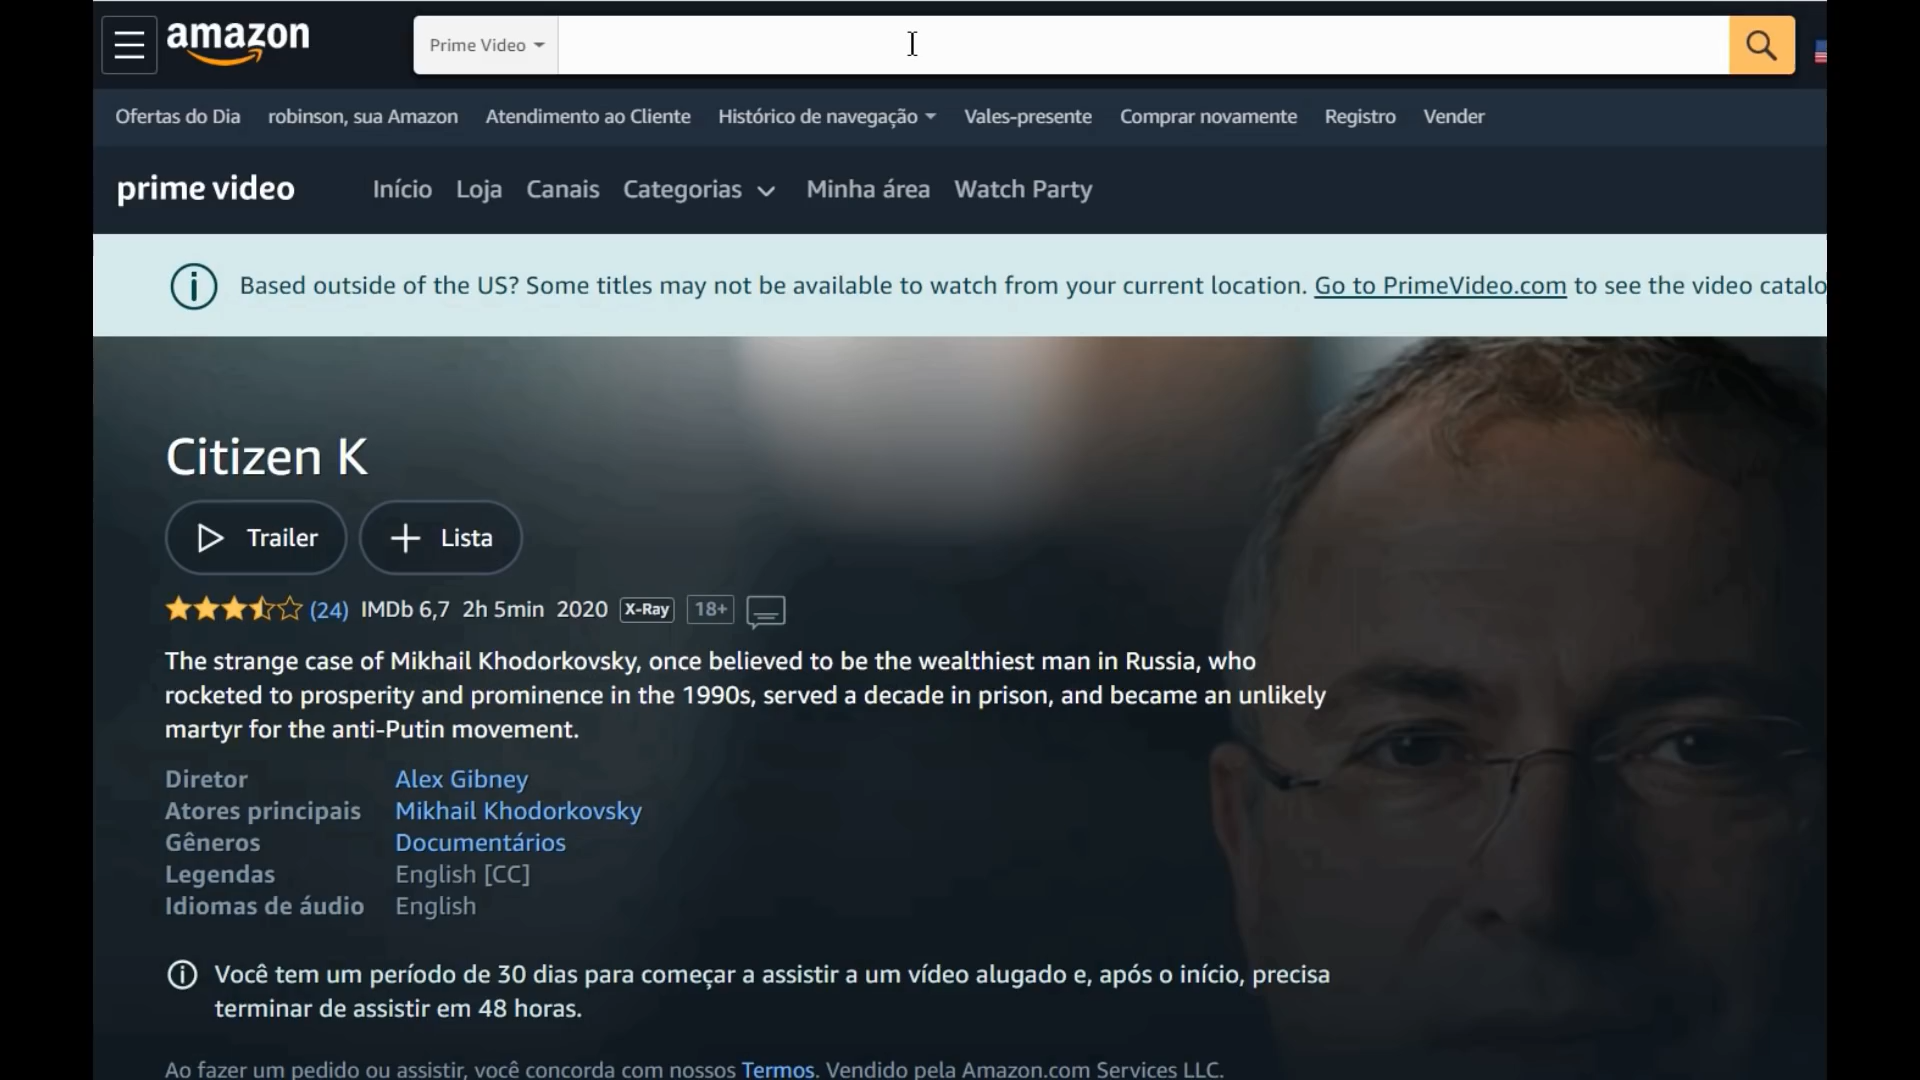 amazon
Prime Video
Ofertas do Dia robinson, sua Amazon Atendimento ao Cliente Histórico de navegação Vales-presente Comprar novamente Registro Vender
prime video Início Loja Canais Categorias Minha área Watch Party
Based outside of the US? Some titles may not be available to watch from your current location. Go to PrimeVideo.com to see the video catalo
Citizen K
Trailer Lista
(24) IMDb 6,7 2h 5min 2020 X-Ray 18+
The strange case of Mikhail Khodorkovsky, once believed to be the wealthiest man in Russia, who
rocketed to prosperity and prominence in the 1990s, served a decade in prison, and became an unlikely
martyr for the anti-Putin movement.
Diretor Alex Gibney
Atores principais Mikhail Khodorkovsky
Gêneros Documentários
Legendas English [CC]
Idiomas de áudio English
Você tem um período de 30 dias para começar a assistir a um vídeo alugado e, após o início, precisa
terminar de assistir em 48 horas.
Ao fazer um pedido ou assistir, você concorda com nossos Termos. Vendido pela Amazon.com Services LLC.